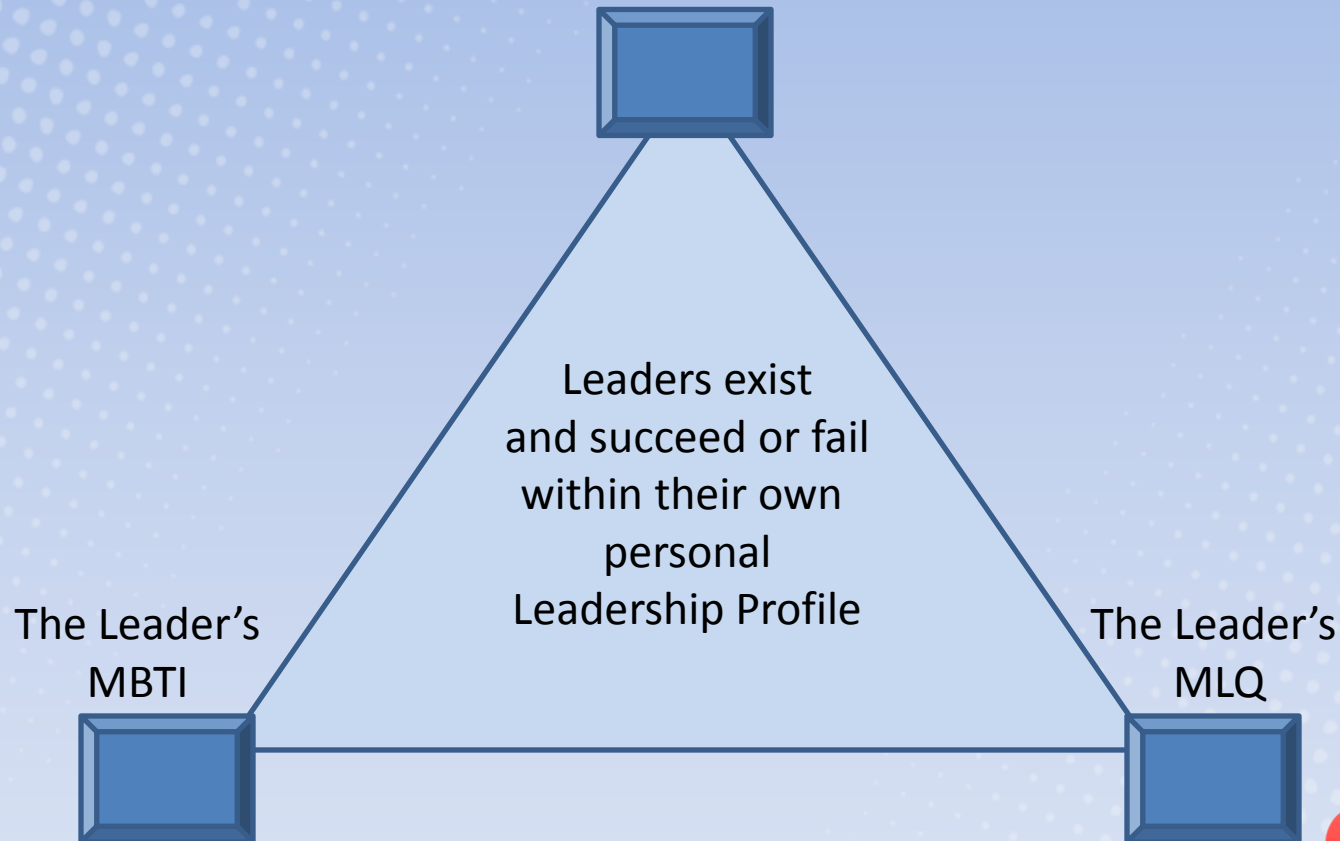 Leaders exist
and succeed or fail
within their own
personal
Leadership Profile
The Leader’s
MBTI
The Leader’s
MLQ